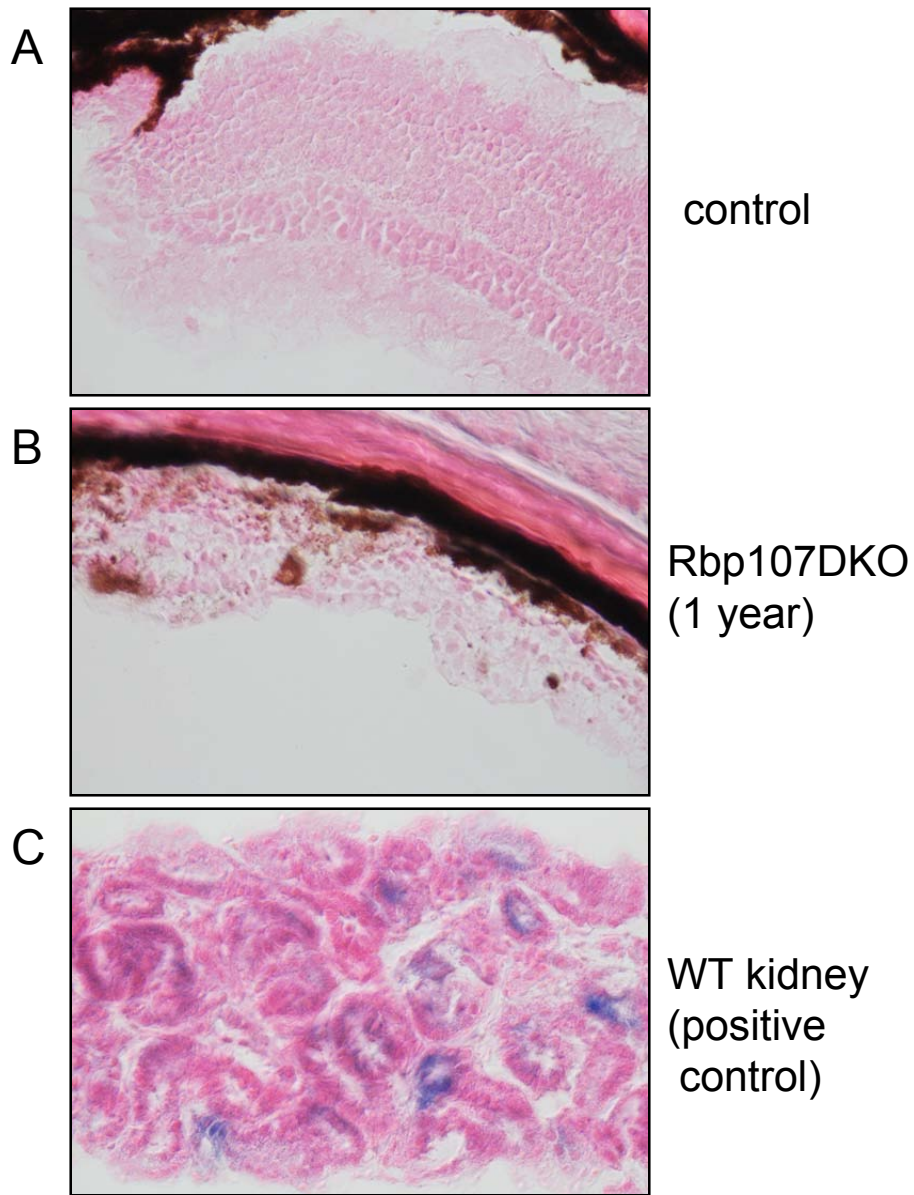 A
control
B
Rbp107DKO
(1 year)
C
WT kidney
(positive
control)